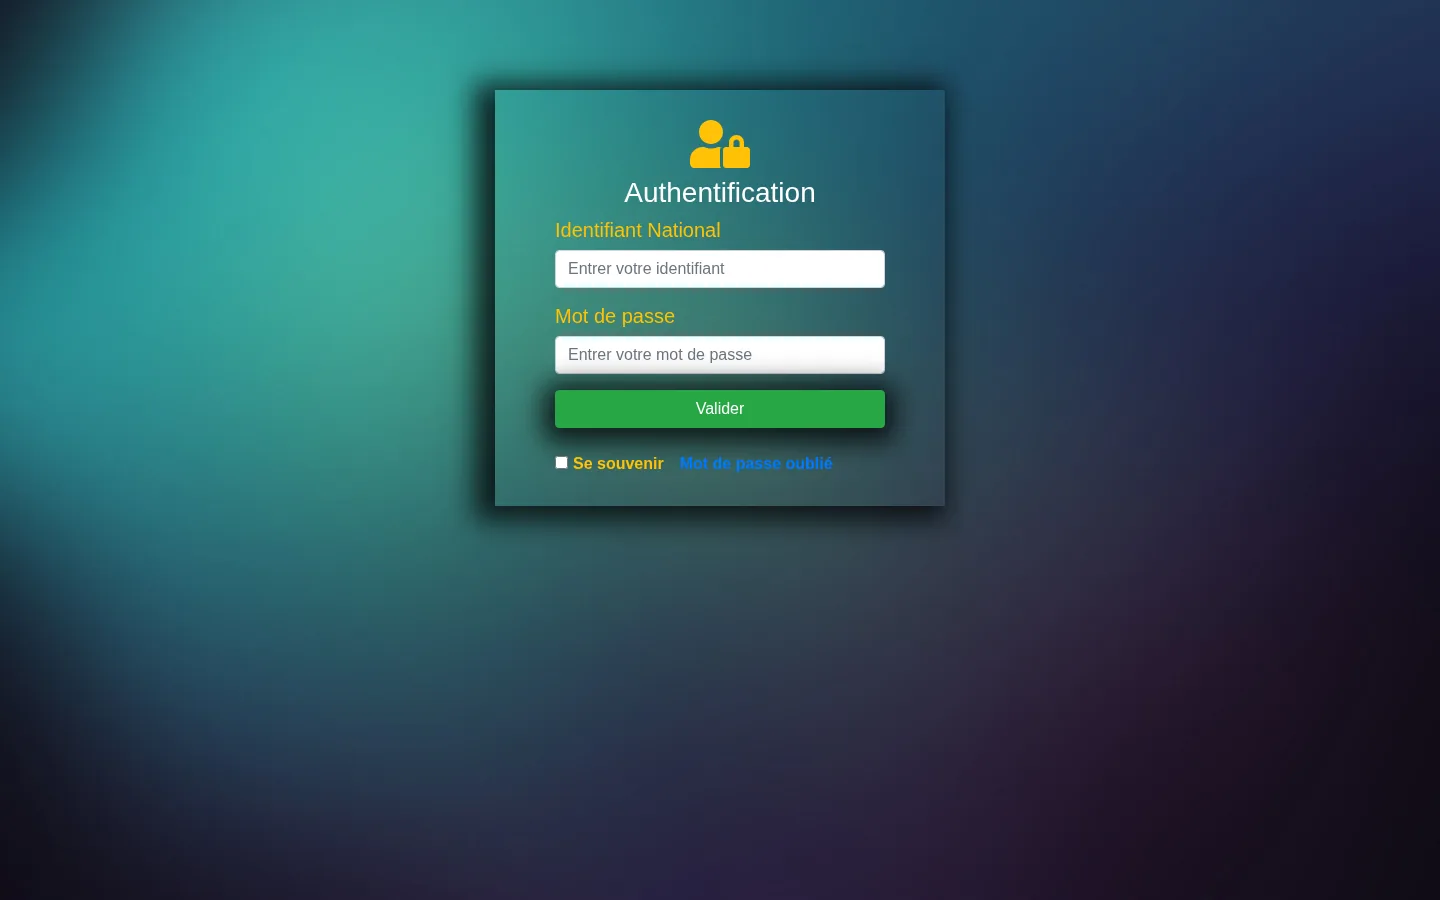 Authentification
Identifiant National
Entrer votre identifiant
Mot de passe
Entrer votre mot de passe
Valider
Se souvenir Mot de passe oublié